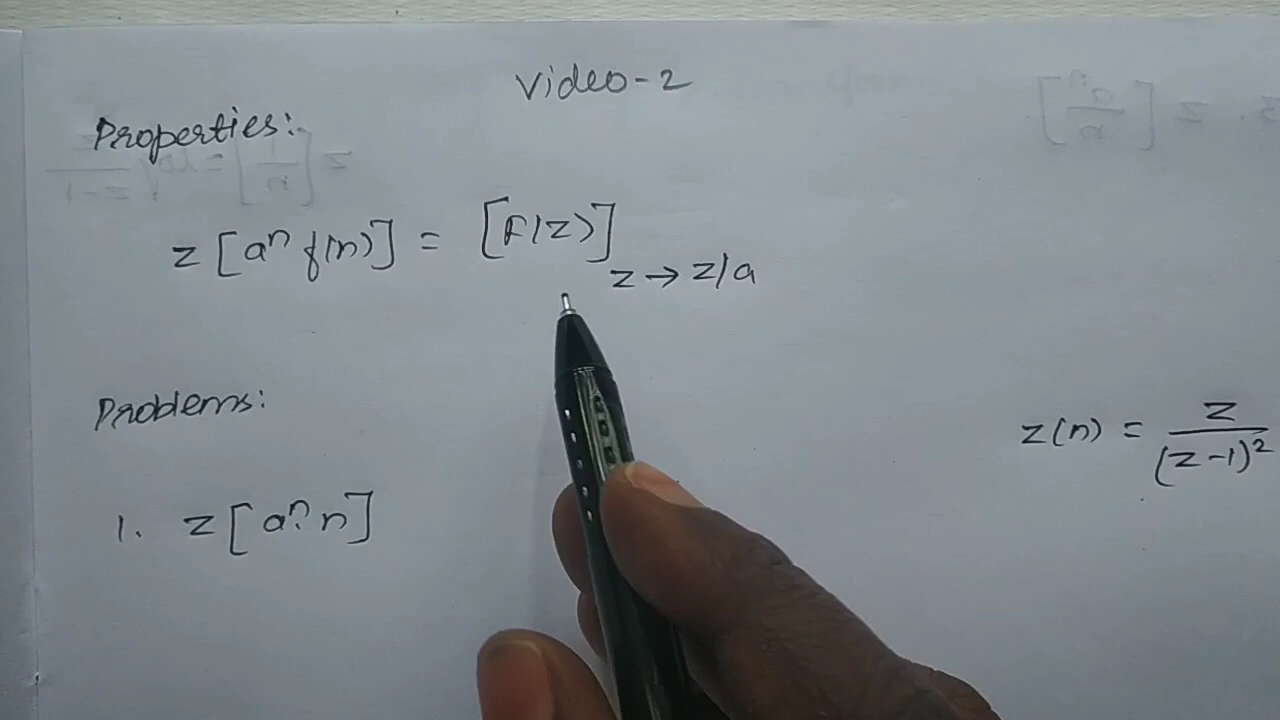 Video-2
Properties:
z[aⁿ f(n)] = [F(z)] z→z/a
Problems:
z(n) = z/(z-1)²
1. z[aⁿ. n]